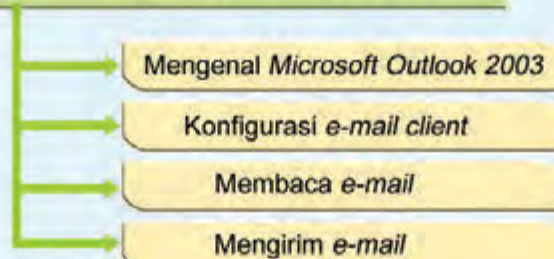 Mengenal Microsoft Outlook 2003
Konfigurasi e-mail client
Membaca e-mail
Mengirim e-mail